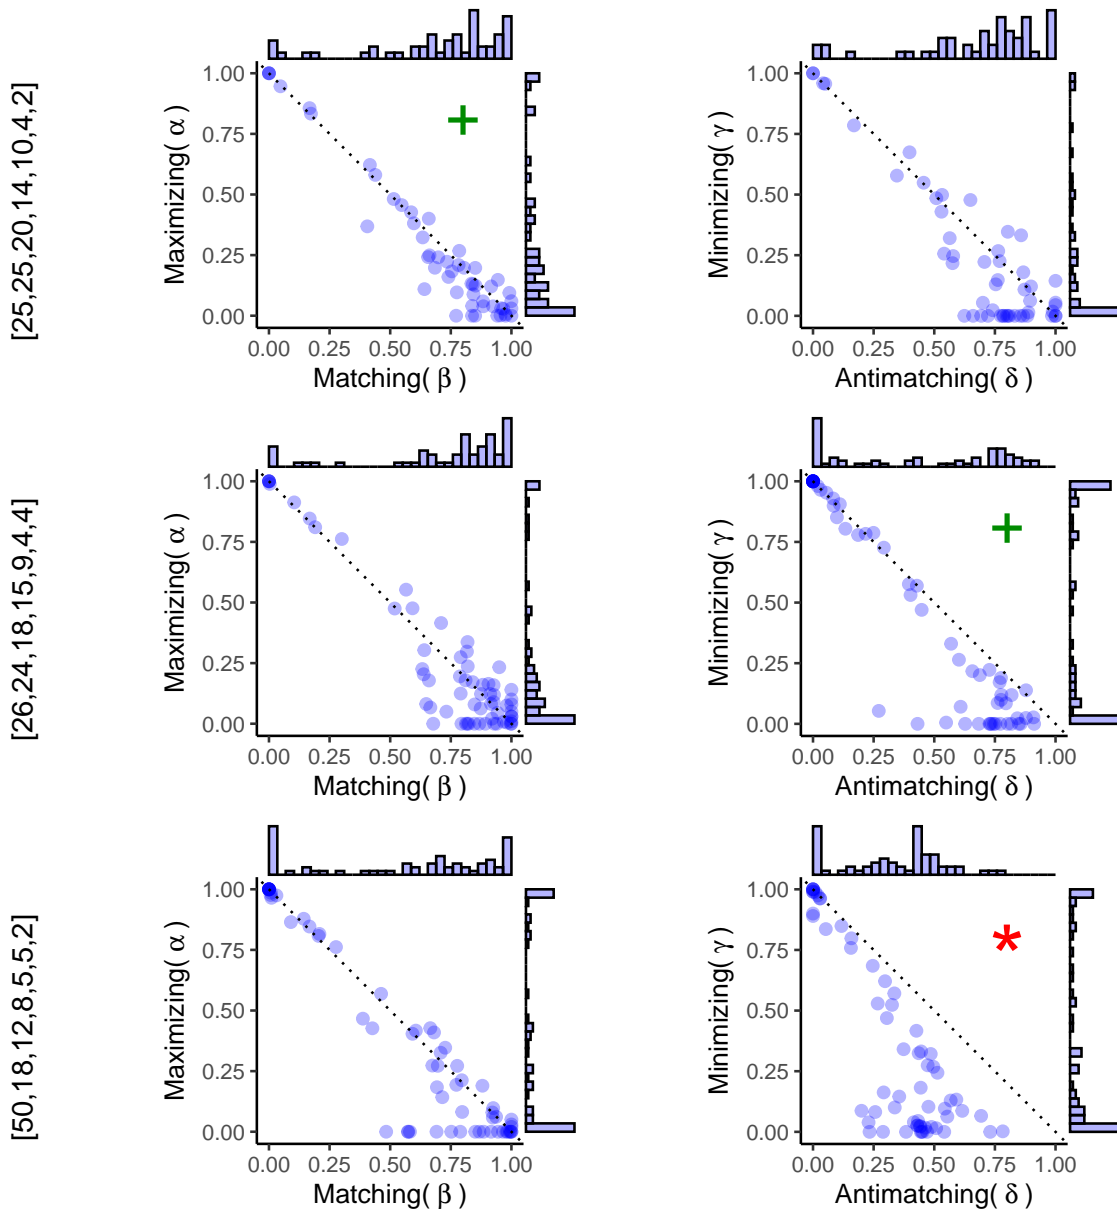 [25,25,20,14,10,4,2]
Maximizing( α )
1.00
0.75
0.50
0.25
0.00
0.00 0.25 0.50 0.75 1.00
Matching( β )
+
Minimizing( γ )
1.00
0.75
0.50
0.25
0.00
0.00 0.25 0.50 0.75 1.00
Antimatching( δ )
[26,24,18,15,9,4,4]
Maximizing( α )
1.00
0.75
0.50
0.25
0.00
0.00 0.25 0.50 0.75 1.00
Matching( β )
Minimizing( γ )
1.00
0.75
0.50
0.25
0.00
0.00 0.25 0.50 0.75 1.00
Antimatching( δ )
+
[50,18,12,8,5,5,2]
Maximizing( α )
1.00
0.75
0.50
0.25
0.00
0.00 0.25 0.50 0.75 1.00
Matching( β )
Minimizing( γ )
1.00
0.75
0.50
0.25
0.00
0.00 0.25 0.50 0.75 1.00
Antimatching( δ )
*